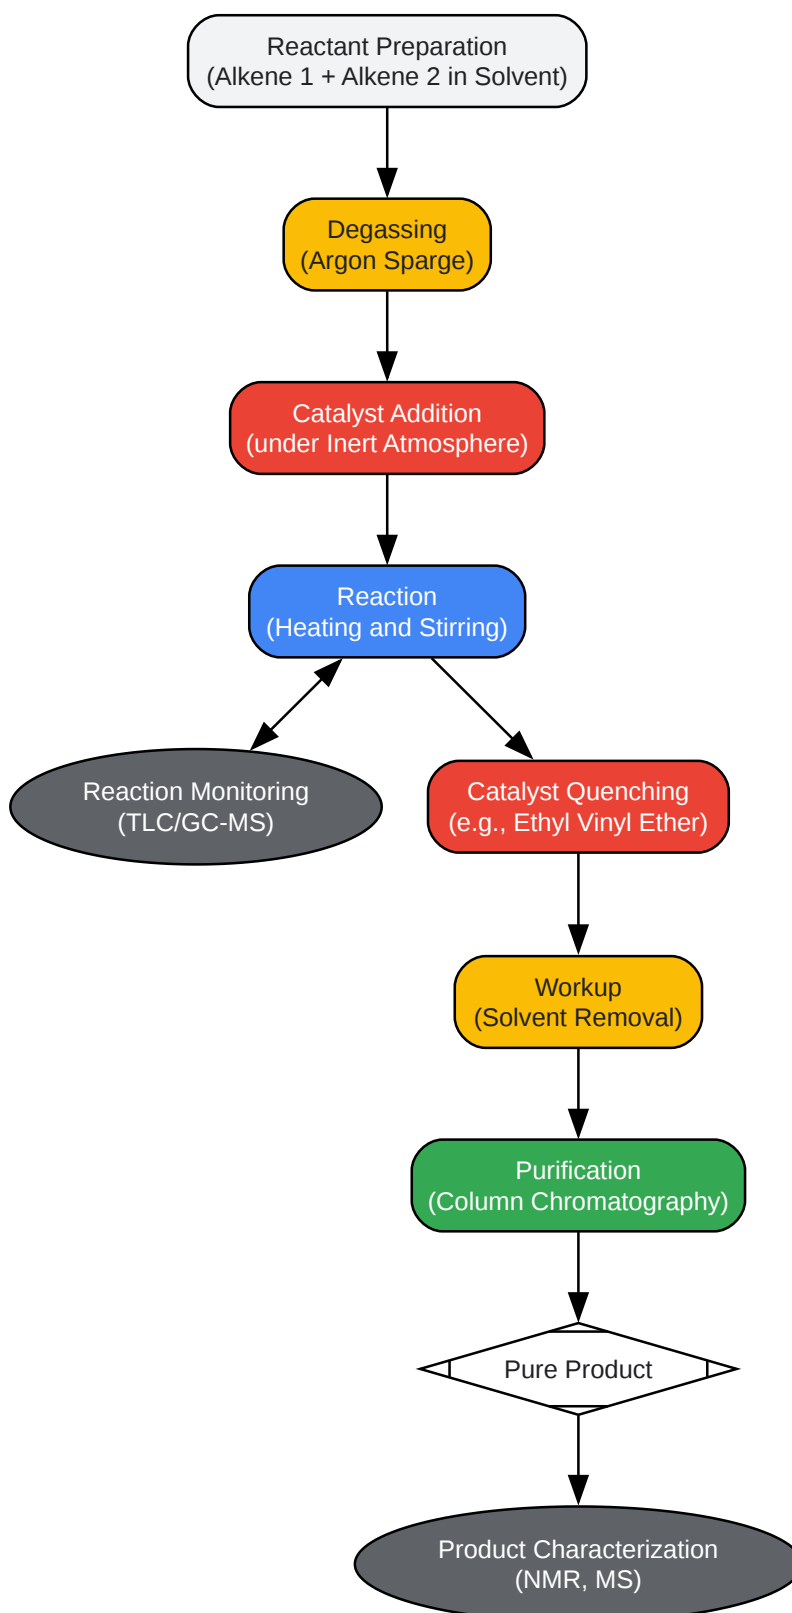 Reactant Preparation
(Alkene 1 + Alkene 2 in Solvent)
Degassing
(Argon Sparge)
Catalyst Addition
(under Inert Atmosphere)
Reaction
(Heating and Stirring)
Reaction Monitoring
(TLC/GC-MS)
Catalyst Quenching
(e.g., Ethyl Vinyl Ether)
Workup
(Solvent Removal)
Purification
(Column Chromatography)
Pure Product
Product Characterization
(NMR, MS)